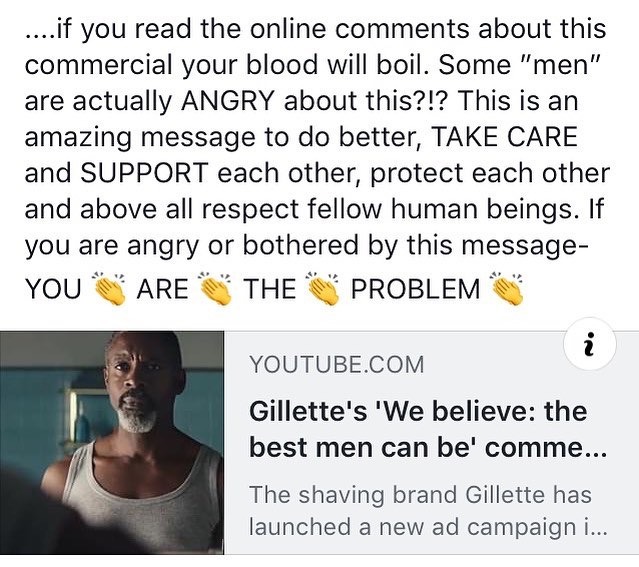 ....if you read the online comments about this
commercial your blood will boil. Some "men"
are actually ANGRY about this?!? This is an
amazing message to do better, TAKE CARE
and SUPPORT each other, protect each other
and above all respect fellow human beings. If
you are angry or bothered by this message-
YOU 👏 ARE 👏 THE 👏 PROBLEM 👏
i
YOUTUBE.COM
Gillette's 'We believe: the
best men can be' comme...
The shaving brand Gillette has
launched a new ad campaign i...